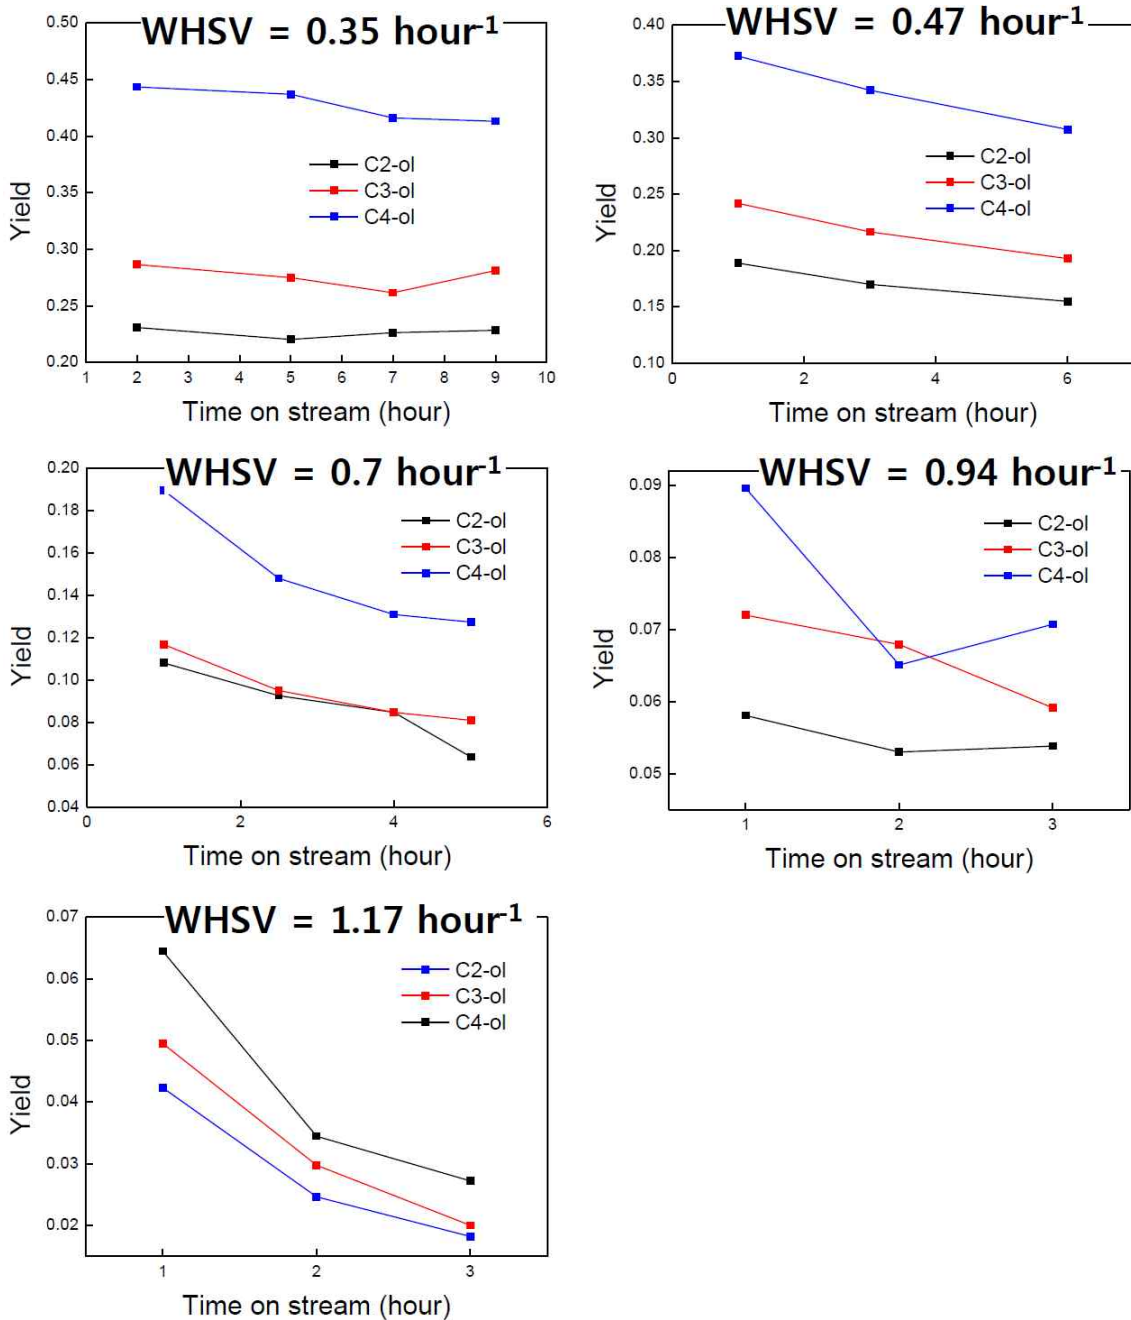 WHSV = 0.35 hour-1
0.50
0.45
0.40
0.35
0.30
0.25
0.20
Yield
C2-ol
C3-ol
C4-ol
1 2 3 4 5 6 7 8 9 10
Time on stream (hour)
WHSV = 0.47 hour-1
0.40
0.35
0.30
0.25
0.20
0.15
0.10
Yield
C2-ol
C3-ol
C4-ol
0 2 4 6
Time on stream (hour)
WHSV = 0.7 hour-1
0.20
0.18
0.16
0.14
0.12
0.10
0.08
0.06
0.04
Yield
C2-ol
C3-ol
C4-ol
0 2 4 6
Time on stream (hour)
WHSV = 0.94 hour-1
0.09
0.08
0.07
0.06
0.05
Yield
C2-ol
C3-ol
C4-ol
1 2 3
Time on stream (hour)
WHSV = 1.17 hour-1
0.07
0.06
0.05
0.04
0.03
0.02
Yield
C2-ol
C3-ol
C4-ol
1 2 3
Time on stream (hour)